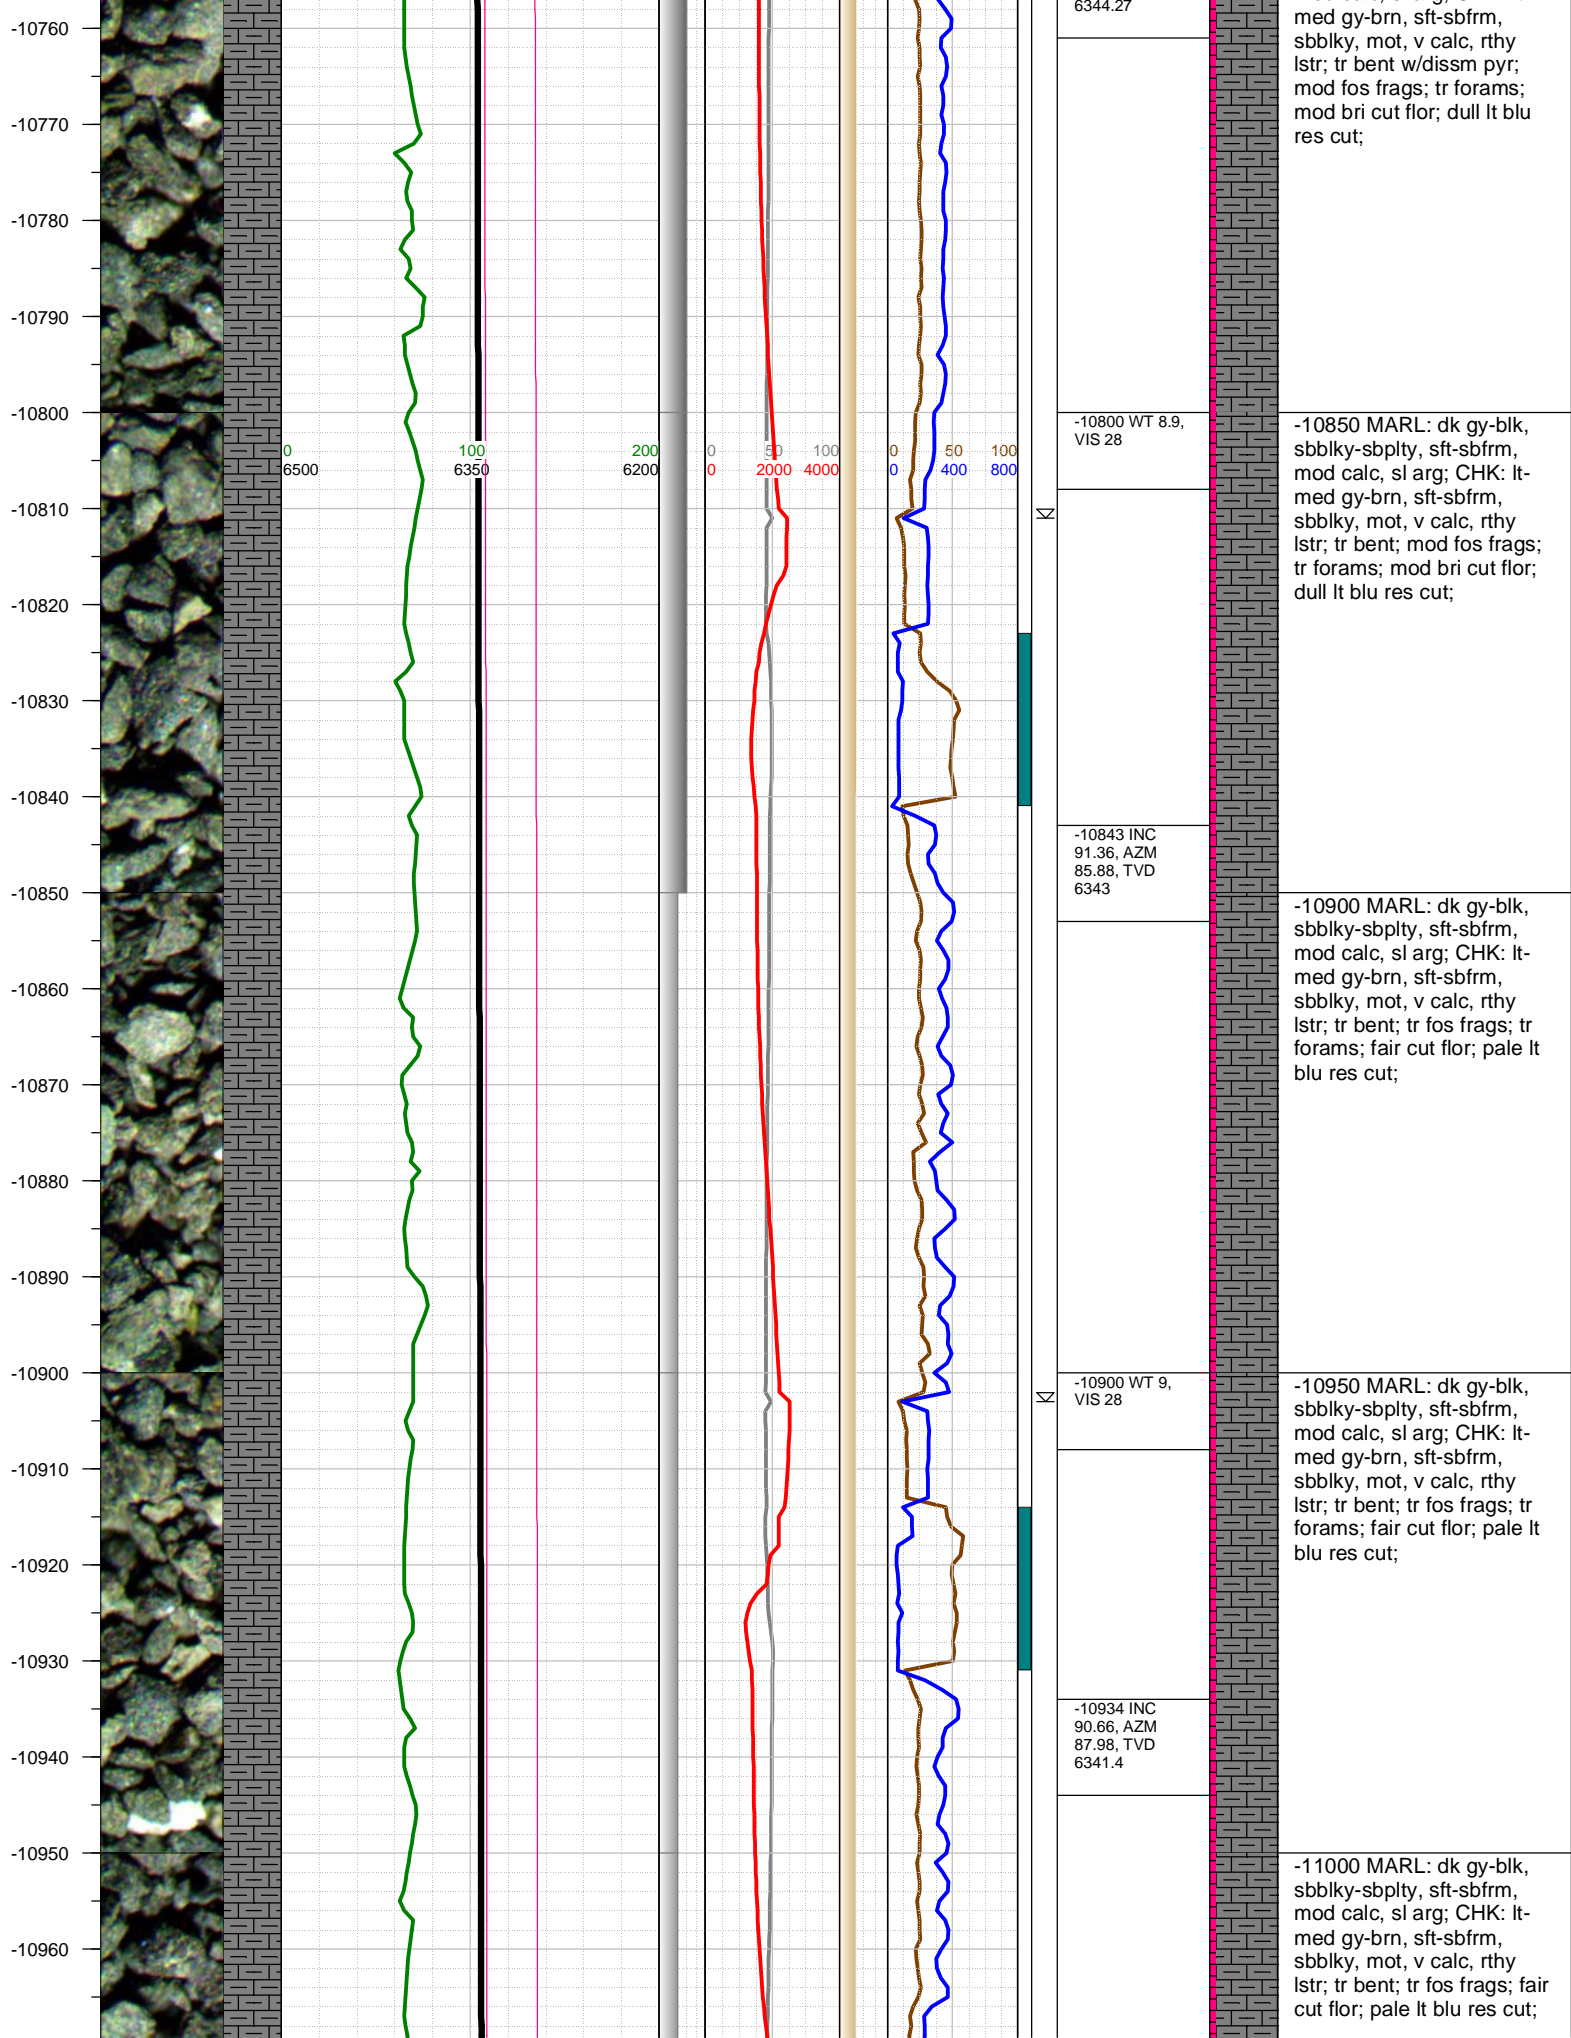 6344.27
med gy-brn, sft-sbfrm,
sbblky, mot, v calc, rthy
lstr; tr bent w/dissm pyr;
mod fos frags; tr forams;
mod bri cut flor; dull lt blu
res cut;
-10760
-10770
-10780
-10790
-10800
-10800 WT 8.9,
VIS 28
-10850 MARL: dk gy-blk,
sbblky-sbplty, sft-sbfrm,
mod calc, sl arg; CHK: lt-
med gy-brn, sft-sbfrm,
sbblky, mot, v calc, rthy
lstr; tr bent; mod fos frags;
tr forams; mod bri cut flor;
dull lt blu res cut;
0 100 200 0 50 100 0 50 100
6500 6350 6200 0 2000 4000 0 400 800
-10810
-10820
-10830
-10840
-10843 INC
91.36, AZM
85.88, TVD
6343
-10850
-10900 MARL: dk gy-blk,
sbblky-sbplty, sft-sbfrm,
mod calc, sl arg; CHK: lt-
med gy-brn, sft-sbfrm,
sbblky, mot, v calc, rthy
lstr; tr bent; tr fos frags; tr
forams; fair cut flor; pale lt
blu res cut;
-10860
-10870
-10880
-10890
-10900
-10900 WT 9,
VIS 28
-10950 MARL: dk gy-blk,
sbblky-sbplty, sft-sbfrm,
mod calc, sl arg; CHK: lt-
med gy-brn, sft-sbfrm,
sbblky, mot, v calc, rthy
lstr; tr bent; tr fos frags; tr
forams; fair cut flor; pale lt
blu res cut;
-10910
-10920
-10930
-10934 INC
90.66, AZM
87.98, TVD
6341.4
-10940
-10950
-11000 MARL: dk gy-blk,
sbblky-sbplty, sft-sbfrm,
mod calc, sl arg; CHK: lt-
med gy-brn, sft-sbfrm,
sbblky, mot, v calc, rthy
lstr; tr bent; tr fos frags; fair
cut flor; pale lt blu res cut;
-10960